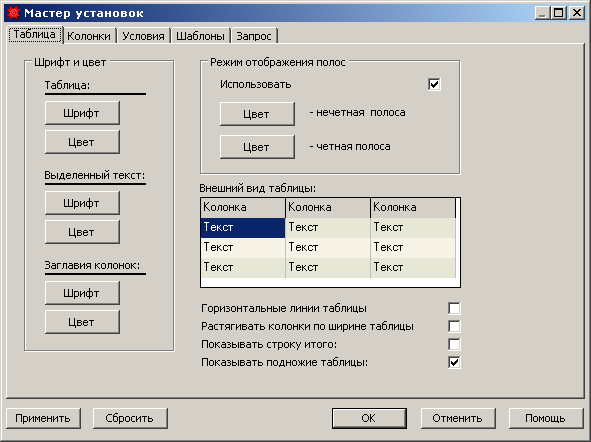 Мастер установок
Таблица Колонки Условия Шаблоны Запрос
Шрифт и цвет
Таблица:
Шрифт
Цвет
Выделенный текст:
Шрифт
Цвет
Заглавия колонок:
Шрифт
Цвет
Режим отображения полос
Использовать
Цвет - нечетная полоса
Цвет - четная полоса
Внешний вид таблицы:
Колонка Колонка Колонка
Текст Текст Текст
Текст Текст Текст
Текст Текст Текст
Горизонтальные линии таблицы
Растягивать колонки по ширине таблицы
Показывать строку итого:
Показывать подножие таблицы:
Применить Сбросить ОК Отменить Помощь